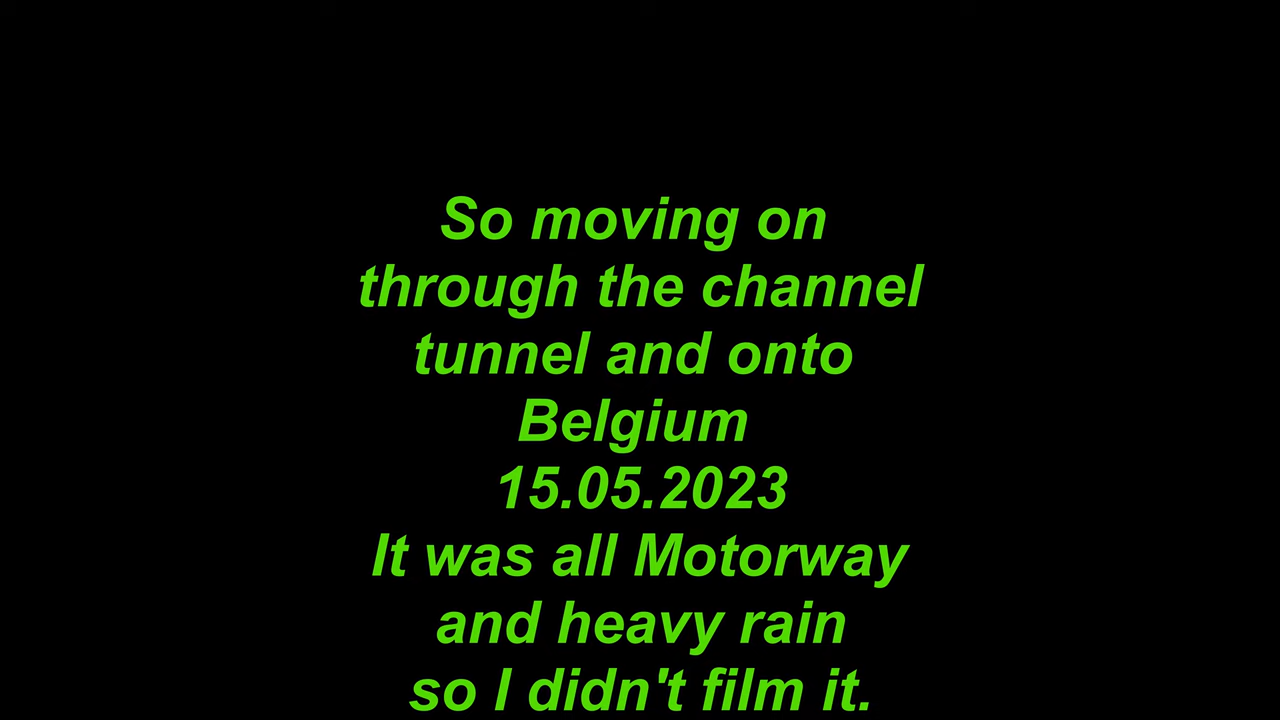 So moving on
through the channel
tunnel and onto
Belgium
15.05.2023
It was all Motorway
and heavy rain
so I didn't film it.